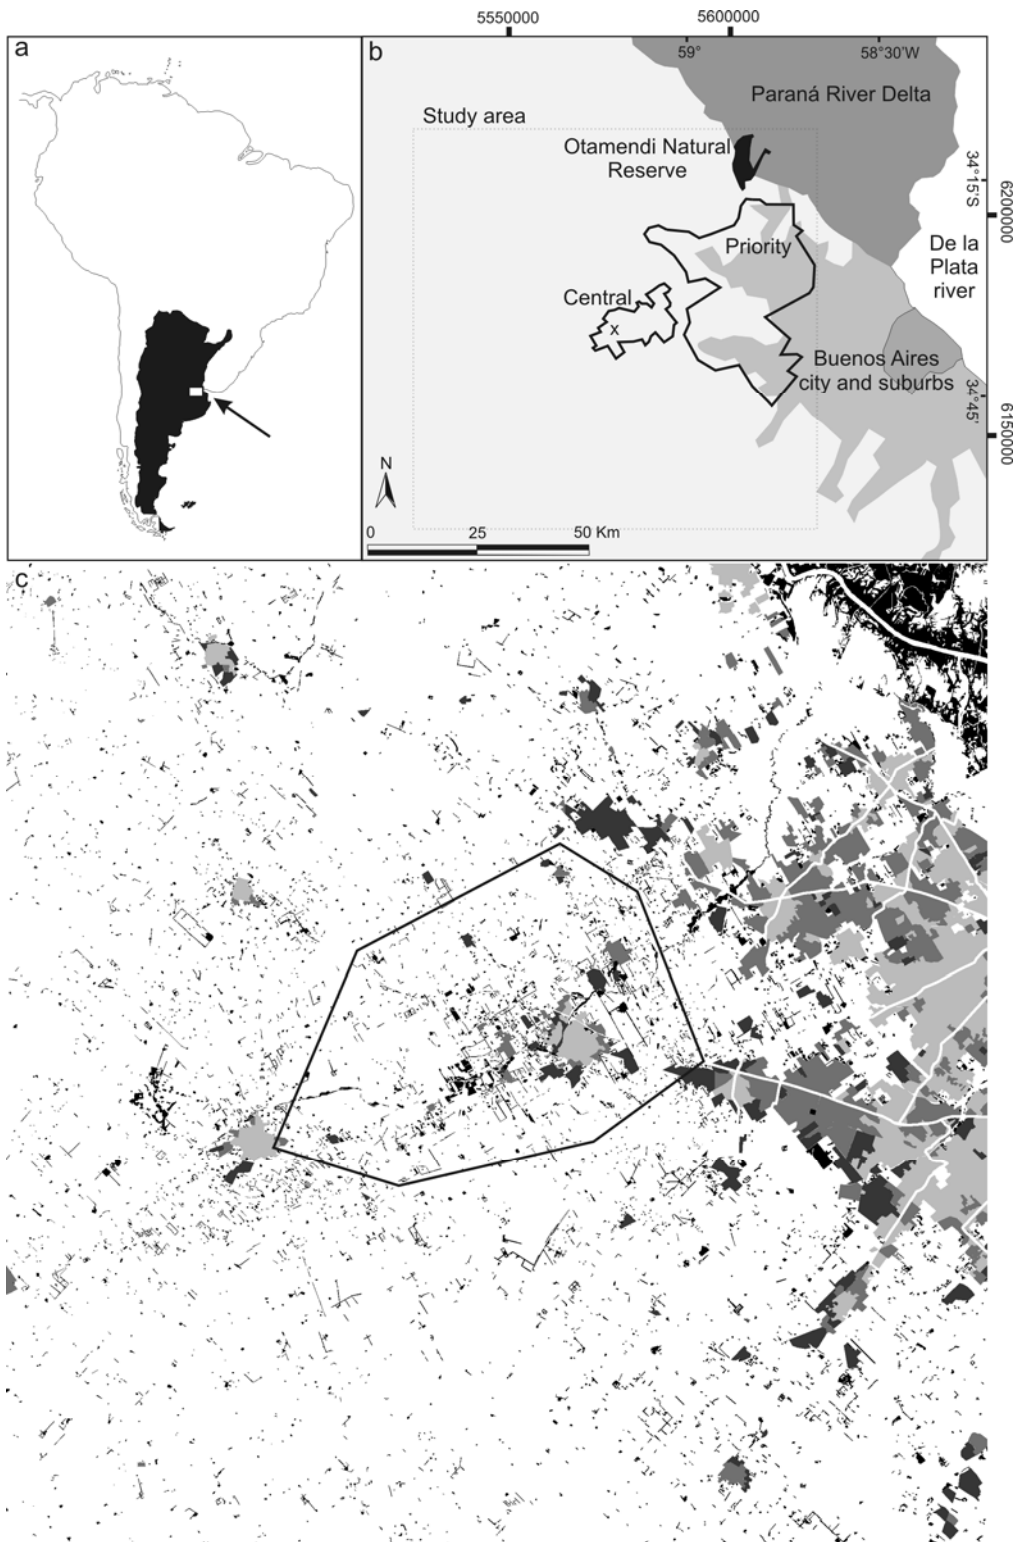 5550000
5600000
a
b
59°
58°30'W
Paraná River Delta
Study area
Otamendi Natural
Reserve
34°15'S
6200000
Priority
De la
Plata
river
Central
x
Buenos Aires
city and suburbs
34°45'
6150000
N
0
25
50 Km
c